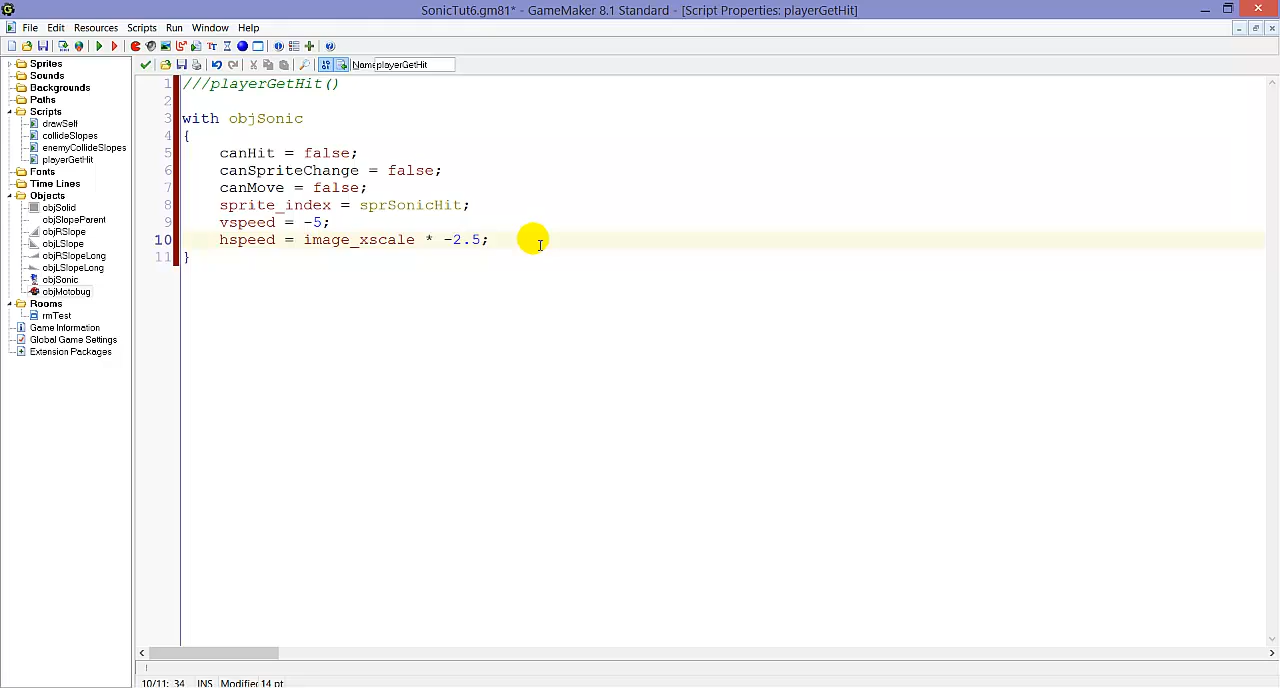 SonicTut6.gm81* - GameMaker 8.1 Standard - [Script Properties: playerGetHit]
File Edit Resources Scripts Run Window Help
Name playerGetHit
Sprites
Sounds
Backgrounds
Paths
Scripts
drawSelf
collideSlopes
enemyCollideSlopes
playerGetHit
Fonts
Time Lines
Objects
objSolid
objSlopeParent
objRSlope
objLSlope
objRSlopeLong
objLSlopeLong
objSonic
objMotobug
Rooms
rmTest
Game Information
Global Game Settings
Extension Packages
1 ///playerGetHit()
2
3 with objSonic
4 {
5 canHit = false;
6 canSpriteChange = false;
7 canMove = false;
8 sprite_index = sprSonicHit;
9 vspeed = -5;
10 hspeed = image_xscale * -2.5;
11 }
10/11: 34 INS Modified 14 pt